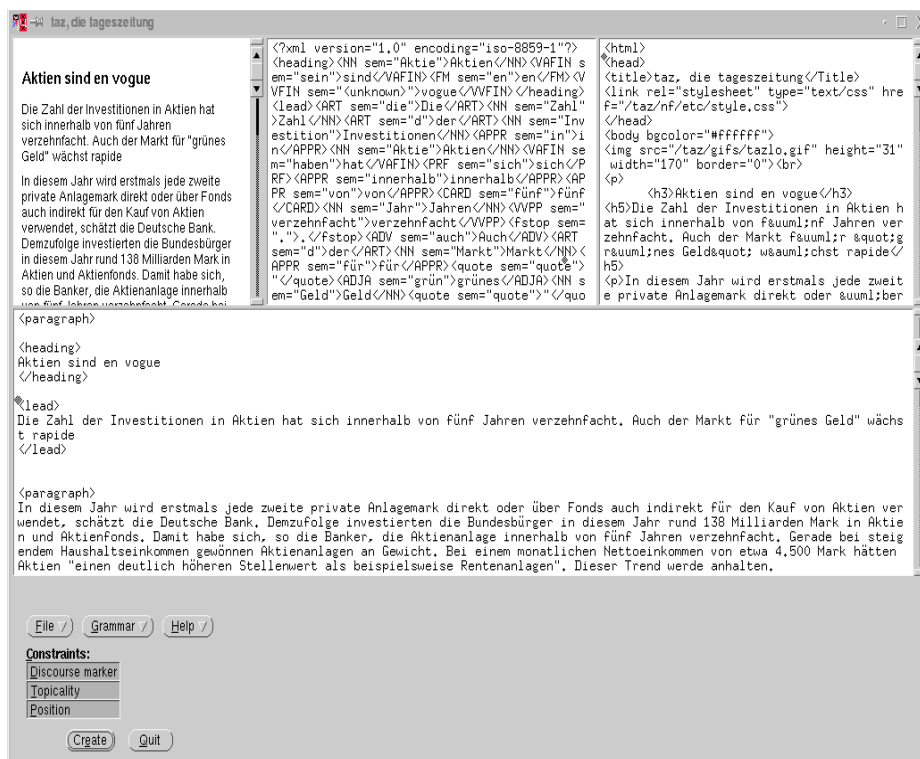 taz, die tageszeitung
Aktien sind en vogue
Die Zahl der Investitionen in Aktien hat
sich innerhalb von fünf Jahren
verzehnfacht. Auch der Markt für "grünes
Geld" wächst rapide
In diesem Jahr wird erstmals jede zweite
private Anlagemark direkt oder über Fonds
auch indirekt für den Kauf von Aktien
verwendet, schätzt die Deutsche Bank.
Demzufolge investierten die Bundesbürger
in diesem Jahr rund 138 Milliarden Mark in
Aktien und Aktienfonds. Damit habe sich,
so die Banker, die Aktienanlage innerhalb
von fünf Jahren verzehnfacht. Gerade bei
<?xml version="1.0" encoding="iso-8859-1"?>
<heading><NN sem="Aktie">Aktien</NN><VAFIN s
em="sein">sind</VAFIN><FM sem="en">en</FM><V
VFIN sem="<unknown>">vogue</VVFIN></heading>
<lead><ART sem="die">Die</ART><NN sem="Zahl"
>Zahl</NN><ART sem="d">der</ART><NN sem="Inv
estition">Investitionen</NN><APPR sem="in">i
n</APPR><NN sem="Aktie">Aktien</NN><VAFIN se
m="haben">hat</VAFIN><PRF sem="sich">sich</P
RF><APPR sem="innerhalb">innerhalb</APPR><AP
PR sem="von">von</APPR><CARD sem="fünf">fünf
</CARD><NN sem="Jahr">Jahren</NN><VVPP sem="
verzehnfacht">verzehnfacht</VVPP><fstop sem=
".">.</fstop><ADV sem="auch">Auch</ADV><ART
sem="d">der</ART><NN sem="Markt">Markt</NN><
APPR sem="für">für</APPR><quote sem="quote">
"</quote><ADJA sem="grün">grünes</ADJA><NN s
em="Geld">Geld</NN><quote sem="quote">"</quo
<html>
<head>
<title>taz, die tageszeitung</Title>
<link rel="stylesheet" type="text/css" hre
f="/taz/nf/etc/style.css">
</head>
<body bgcolor="#ffffff">
<img src="/taz/gifs/tazlo.gif" height="31"
width="170" border="0"><br>
<p>
<h3>Aktien sind en vogue</h3>
<h5>Die Zahl der Investitionen in Aktien h
at sich innerhalb von f&uuml;nf Jahren ver
zehnfacht. Auch der Markt f&uuml;r &quot;g
r&uuml;nes Geld&quot; w&auml;chst rapide</
h5>
<p>In diesem Jahr wird erstmals jede zweit
e private Anlagemark direkt oder &uuml;ber
<paragraph>
<heading>
Aktien sind en vogue
</heading>
<lead>
Die Zahl der Investitionen in Aktien hat sich innerhalb von fünf Jahren verzehnfacht. Auch der Markt für "grünes Geld" wächs
t rapide
</lead>
<paragraph>
In diesem Jahr wird erstmals jede zweite private Anlagemark direkt oder über Fonds auch indirekt für den Kauf von Aktien ver
wendet, schätzt die Deutsche Bank. Demzufolge investierten die Bundesbürger in diesem Jahr rund 138 Milliarden Mark in Aktie
n und Aktienfonds. Damit habe sich, so die Banker, die Aktienanlage innerhalb von fünf Jahren verzehnfacht. Gerade bei steig
endem Haushaltseinkommen gewönnen Aktienanlagen an Gewicht. Bei einem monatlichen Nettoeinkommen von etwa 4.500 Mark hätten
Aktien "einen deutlich höheren Stellenwert als beispielsweise Rentenanlagen". Dieser Trend werde anhalten.
File Grammar Help
Constraints:
Discourse marker
Topicality
Position
Create Quit